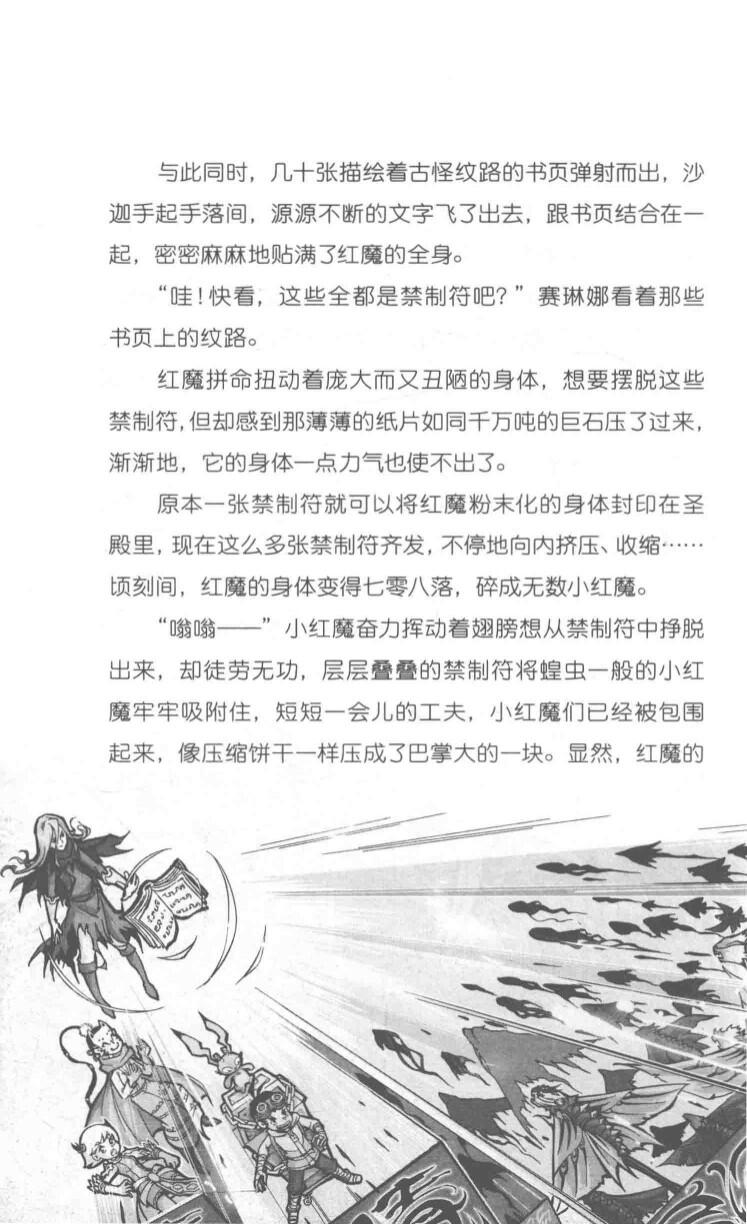 与此同时，几十张描绘着古怪纹路的书页弹射而出，沙
迦手起手落间，源源不断的文字飞了出去，跟书页结合在一
起，密密麻麻地贴满了红魔的全身。
“哇！快看，这些全都是禁制符吧？”赛琳娜看着那些
书页上的纹路。
红魔拼命扭动着庞大而又丑陋的身体，想要摆脱这些
禁制符，但却感到那薄薄的纸片如同千万吨的巨石压了过来，
渐渐地，它的身体一点力气也使不出了。
原本一张禁制符就可以将红魔粉末化的身体封印在圣
殿里，现在这么多张禁制符齐发，不停地向内挤压、收缩……
顷刻间，红魔的身体变得七零八落，碎成无数小红魔。
“嗡嗡——”小红魔奋力挥动着翅膀想从禁制符中挣脱
出来，却徒劳无功，层层叠叠的禁制符将蝗虫一般的小红
魔牢牢吸附住，短短一会儿的工夫，小红魔们已经被包围
起来，像压缩饼干一样压成了巴掌大的一块。显然，红魔的